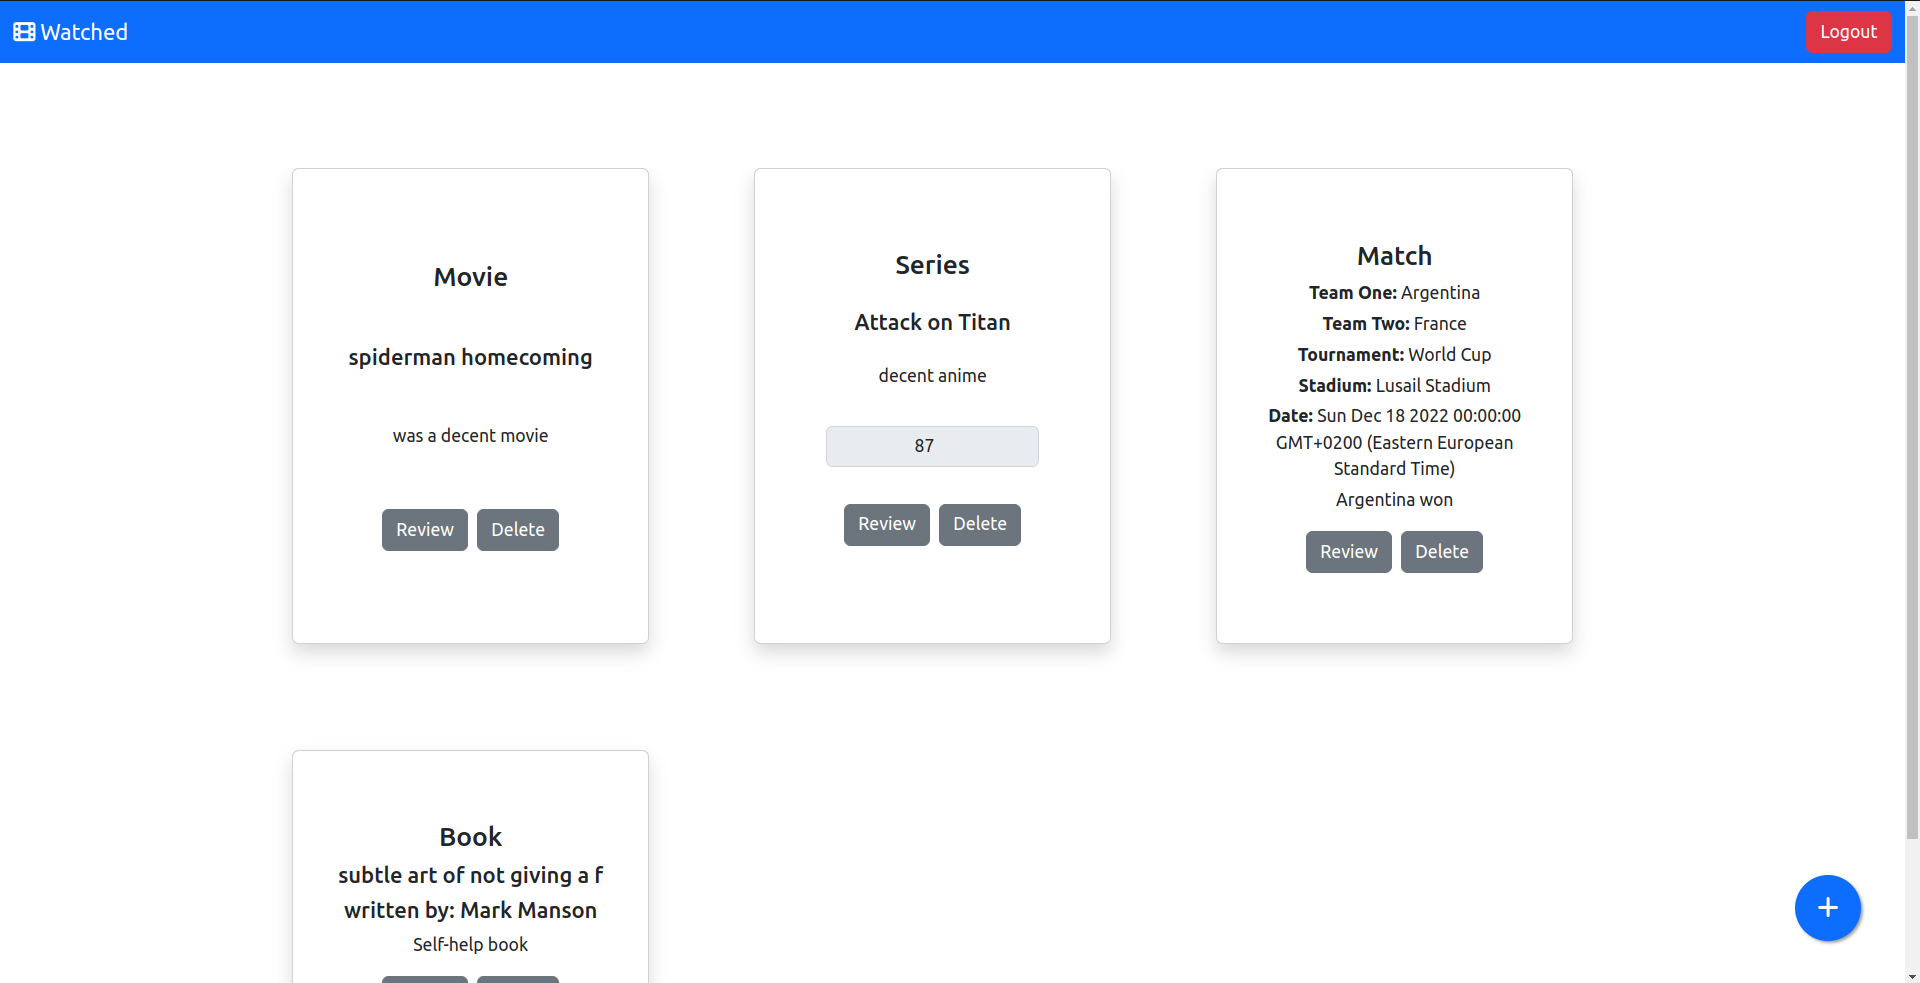 Watched
Logout
Movie
spiderman homecoming
was a decent movie
Review Delete
Series
Attack on Titan
decent anime
87
Review Delete
Match
Team One: Argentina
Team Two: France
Tournament: World Cup
Stadium: Lusail Stadium
Date: Sun Dec 18 2022 00:00:00
GMT+0200 (Eastern European
Standard Time)
Argentina won
Review Delete
Book
subtle art of not giving a f
written by: Mark Manson
Self-help book
+